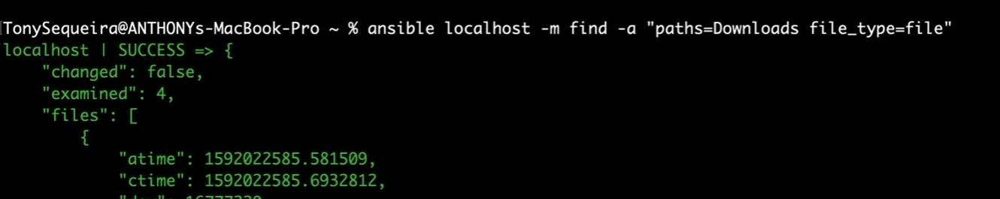 TonySequeira@ANTHONYs-MacBook-Pro ~ % ansible localhost -m find -a "paths=Downloads file_type=file"
localhost | SUCCESS => {
"changed": false,
"examined": 4,
"files": [
{
"atime": 1592022585.581509,
"ctime": 1592022585.6932812,